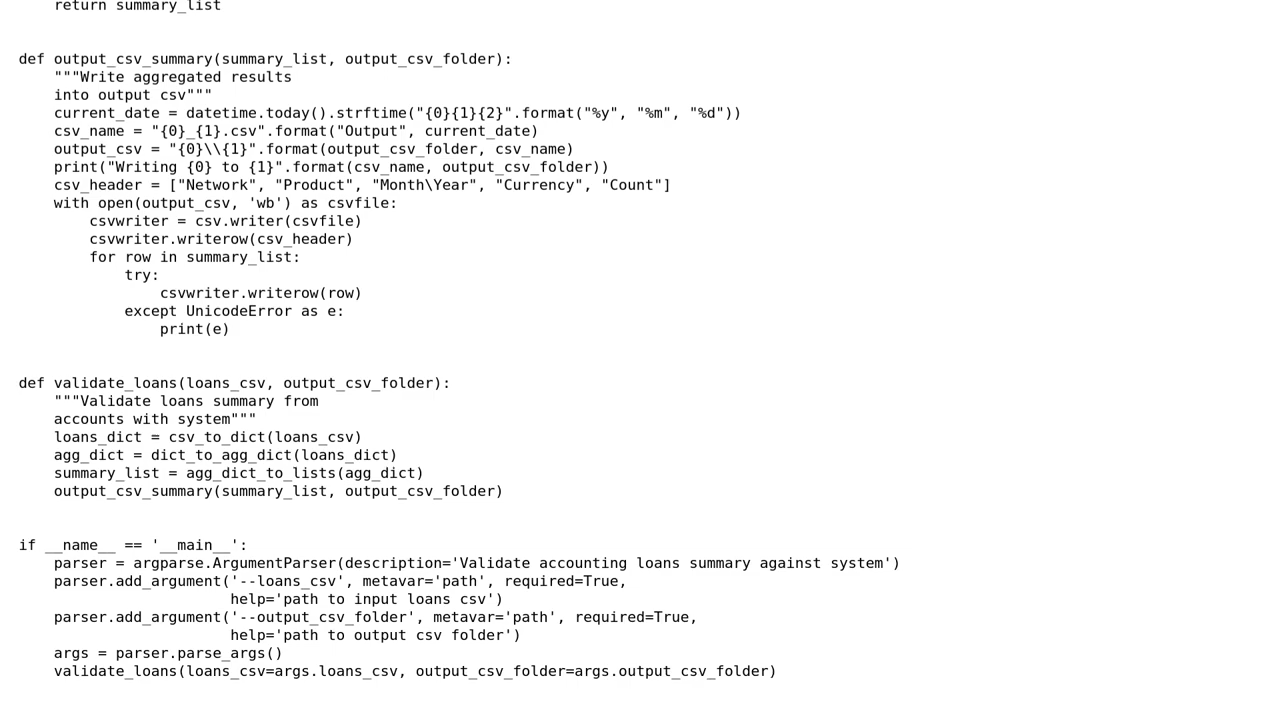 return summary_list


def output_csv_summary(summary_list, output_csv_folder):
    """Write aggregated results
    into output csv"""
    current_date = datetime.today().strftime("{0}{1}{2}".format("%y", "%m", "%d"))
    csv_name = "{0}_{1}.csv".format("Output", current_date)
    output_csv = "{0}\\{1}".format(output_csv_folder, csv_name)
    print("Writing {0} to {1}".format(csv_name, output_csv_folder))
    csv_header = ["Network", "Product", "Month\Year", "Currency", "Count"]
    with open(output_csv, 'wb') as csvfile:
        csvwriter = csv.writer(csvfile)
        csvwriter.writerow(csv_header)
        for row in summary_list:
            try:
                csvwriter.writerow(row)
            except UnicodeError as e:
                print(e)


def validate_loans(loans_csv, output_csv_folder):
    """Validate loans summary from
    accounts with system"""
    loans_dict = csv_to_dict(loans_csv)
    agg_dict = dict_to_agg_dict(loans_dict)
    summary_list = agg_dict_to_lists(agg_dict)
    output_csv_summary(summary_list, output_csv_folder)


if __name__ == '__main__':
    parser = argparse.ArgumentParser(description='Validate accounting loans summary against system')
    parser.add_argument('--loans_csv', metavar='path', required=True,
                        help='path to input loans csv')
    parser.add_argument('--output_csv_folder', metavar='path', required=True,
                        help='path to output csv folder')
    args = parser.parse_args()
    validate_loans(loans_csv=args.loans_csv, output_csv_folder=args.output_csv_folder)